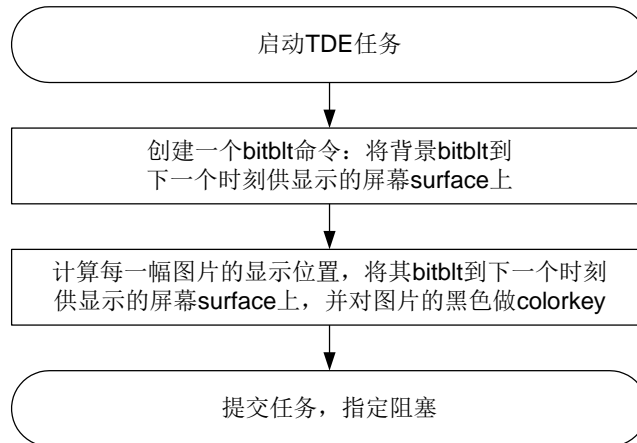 启动TDE任务
创建一个bitblt命令：将背景bitblt到
下一个时刻供显示的屏幕surface上
计算每一幅图片的显示位置，将其bitblt到下一个时刻
供显示的屏幕surface上，并对图片的黑色做colorkey
提交任务，指定阻塞